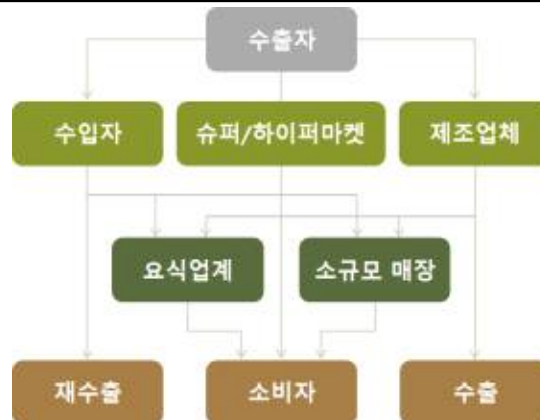 수출자
수입자
슈퍼/하이퍼마켓
제조업체
요식업계
소규모 매장
재수출
소비자
수출